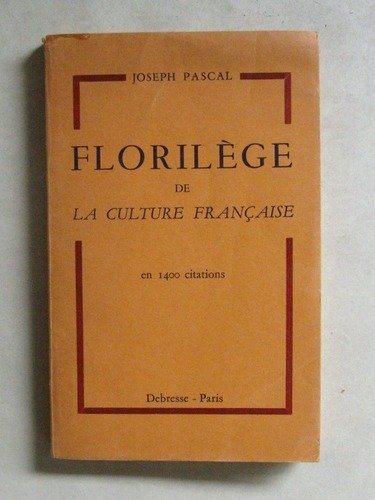 JOSEPH PASCAL
FLORILÈGE
DE
LA CULTURE FRANÇAISE
en 1400 citations
Debresse - Paris